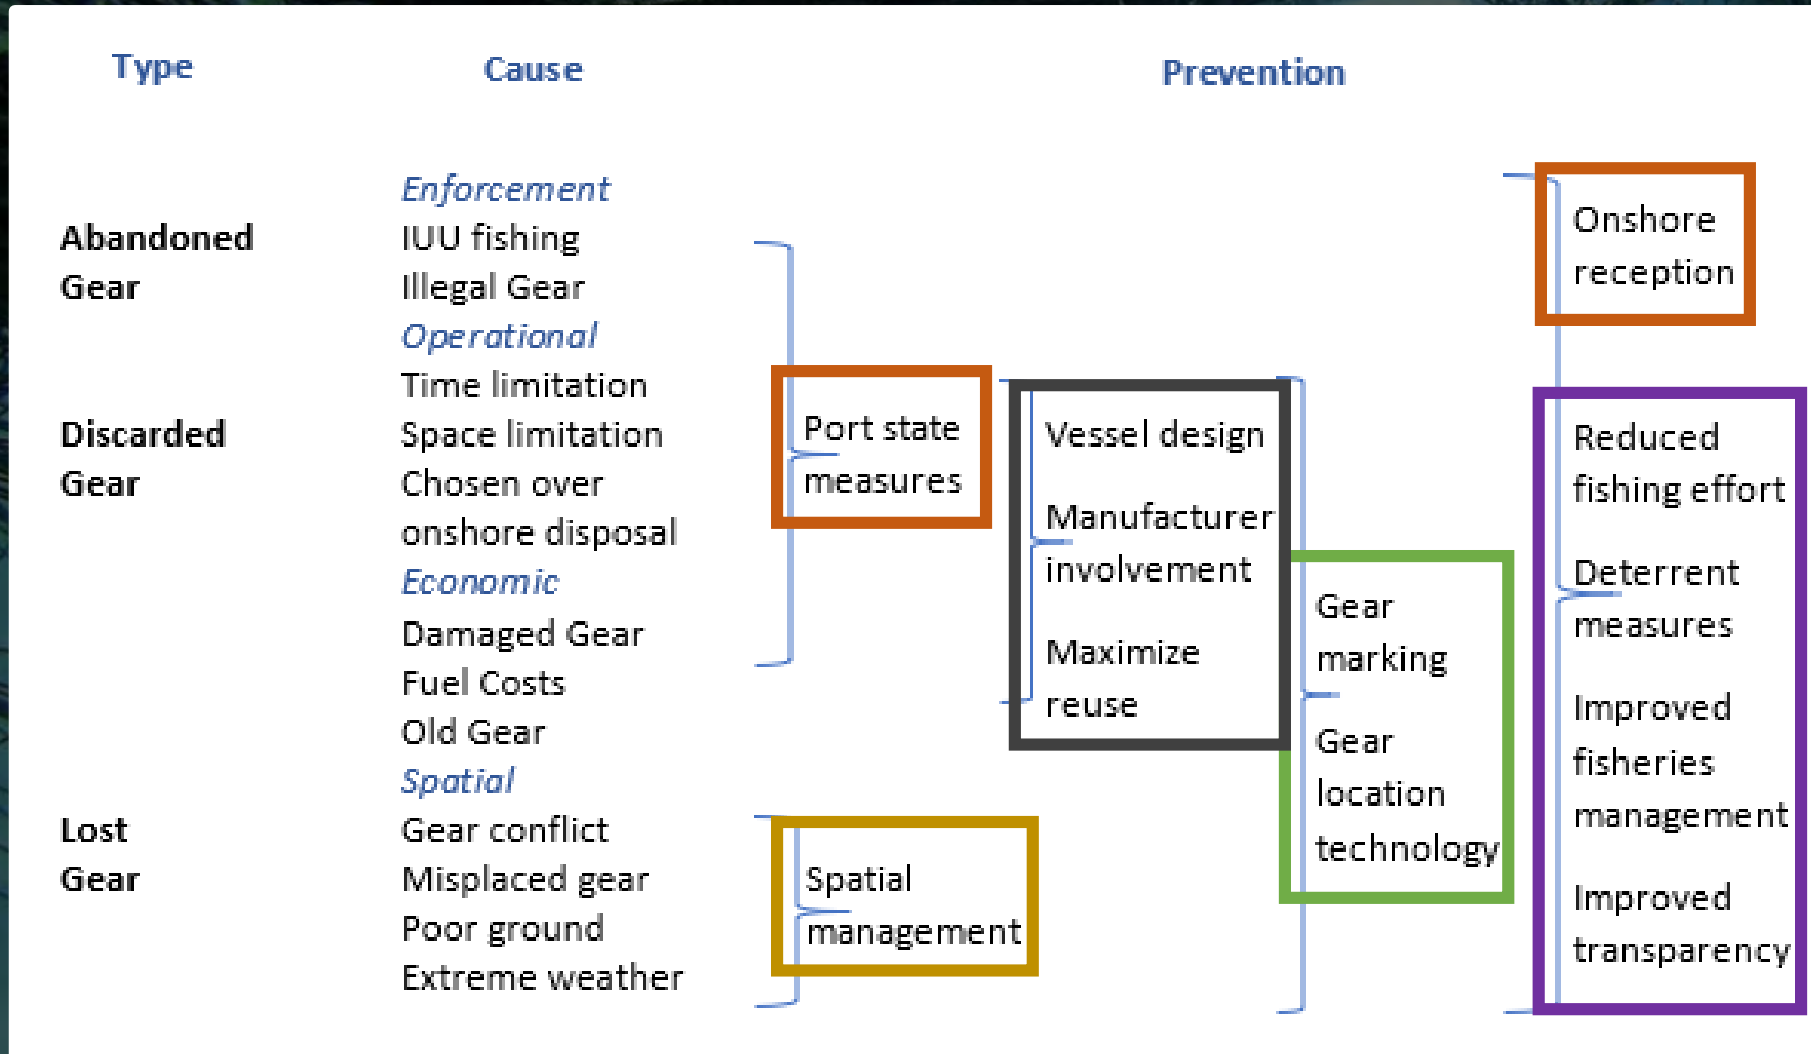 Type
Cause
Prevention
Abandoned
Gear
Discarded
Gear
Lost
Gear
Enforcement
IUU fishing
Illegal Gear
Operational
Time limitation
Space limitation
Chosen over
onshore disposal
Economic
Damaged Gear
Fuel Costs
Old Gear
Spatial
Gear conflict
Misplaced gear
Poor ground
Extreme weather
Port state
measures
Spatial
management
Vessel design
Manufacturer
involvement
Maximize
reuse
Gear
marking
Gear
location
technology
Onshore
reception
Reduced
fishing effort
Deterrent
measures
Improved
fisheries
management
Improved
transparency